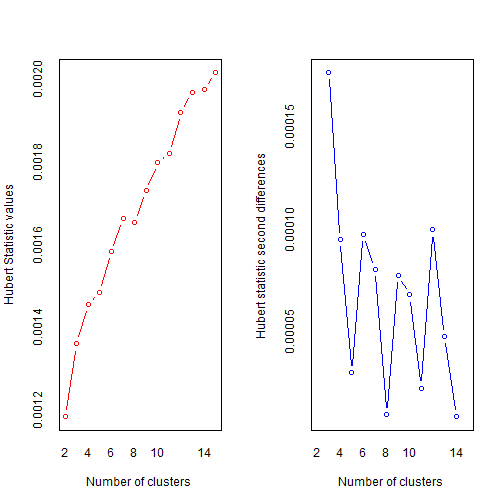 Hubert Statistic values
0.0012 0.0014 0.0016 0.0018 0.0020
2 4 6 8 10 14
Number of clusters
Hubert statistic second differences
0.00005 0.00010 0.00015
2 4 6 8 10 14
Number of clusters